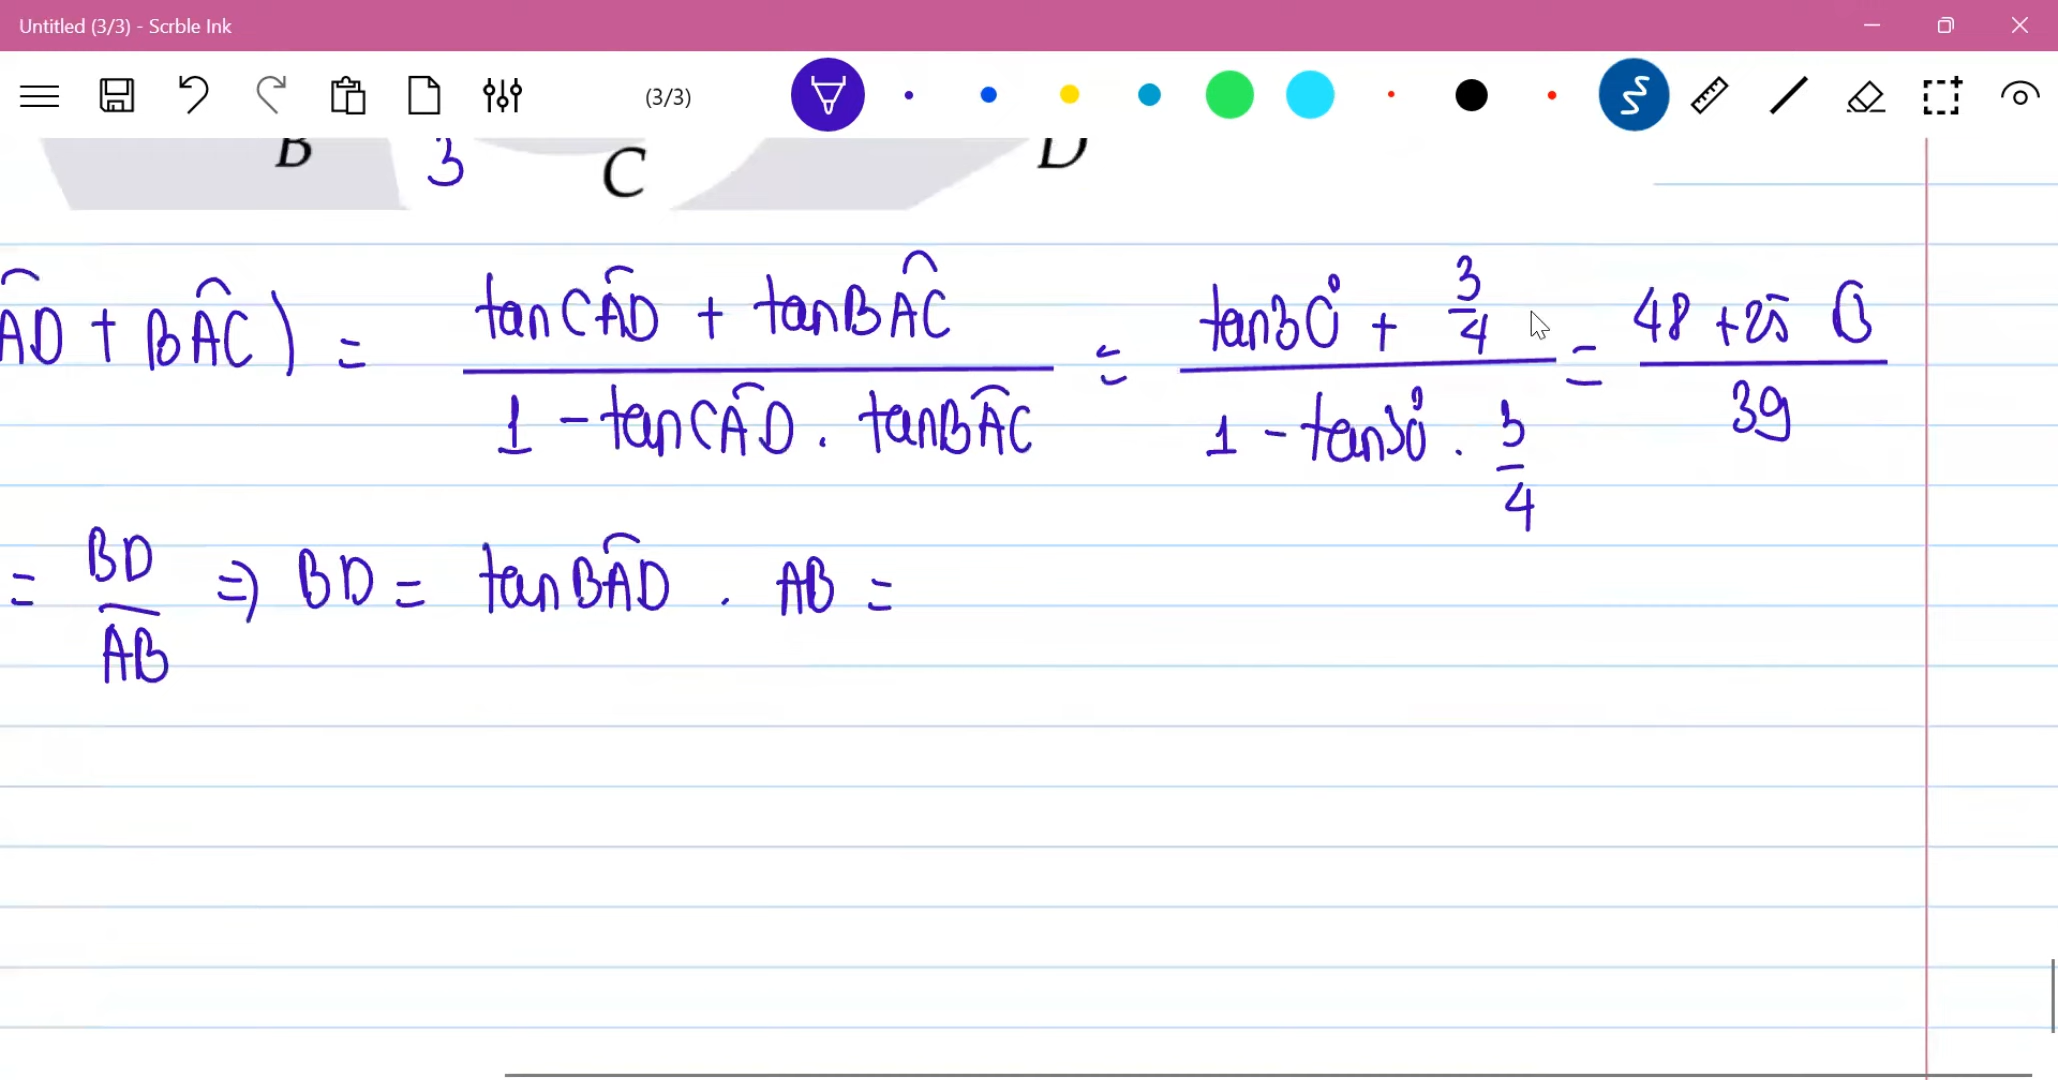 Untitled (3/3) - Scrble Ink
(3/3)
B 3 C D
AD + BAC) = tanCAD + tanBAC / 1 - tanCAD . tanBAC = tan30° + 3/4 / 1 - tan30° . 3/4 = 48 + 25√3 / 39
= BD/AB => BD = tanBAD . AB =